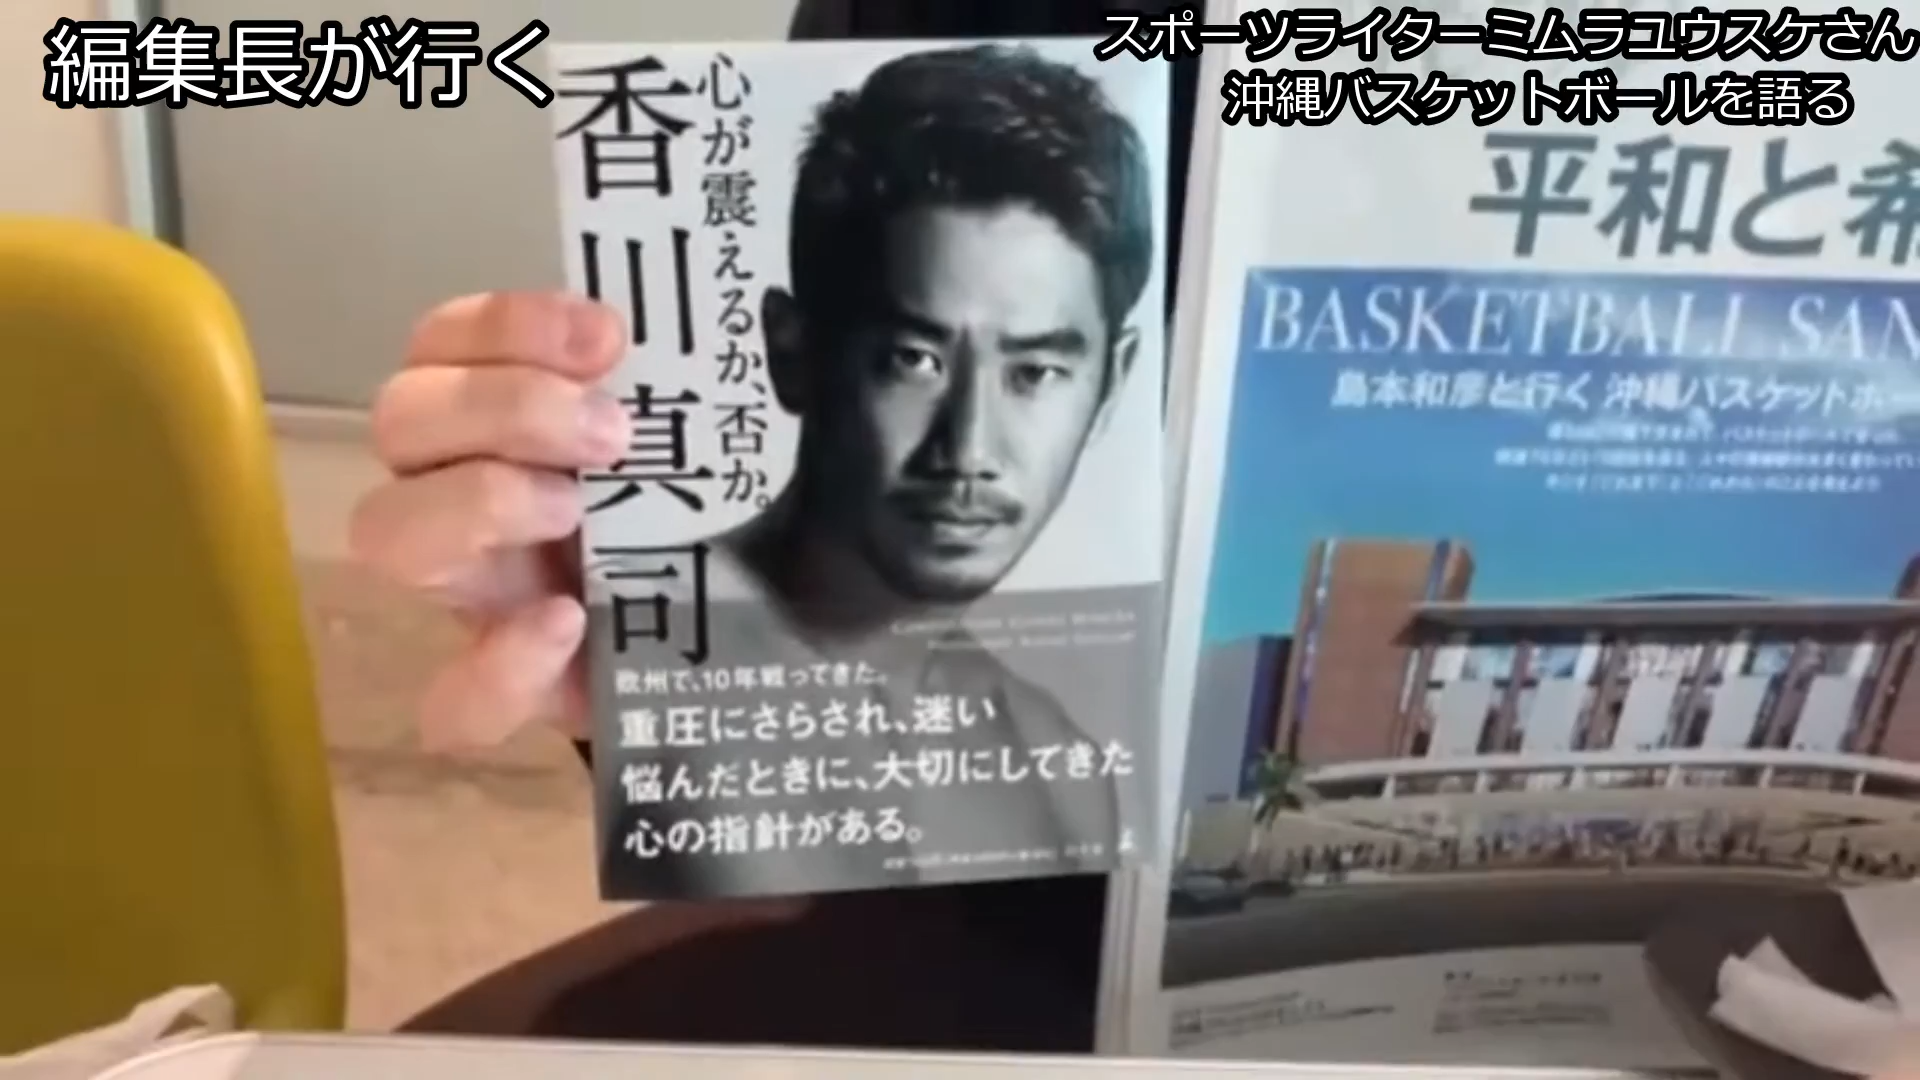 編集長が行く
スポーツライターミムラユウスケさん
沖縄バスケットボールを語る
心が震えるか、否か。
香川真司
欧州で、10年戦ってきた。
重圧にさらされ、迷い
悩んだときに、大切にしてきた
心の指針がある。
平和と希
BASKETBALL SAN
島本和彦と行く 沖縄バスケットボー